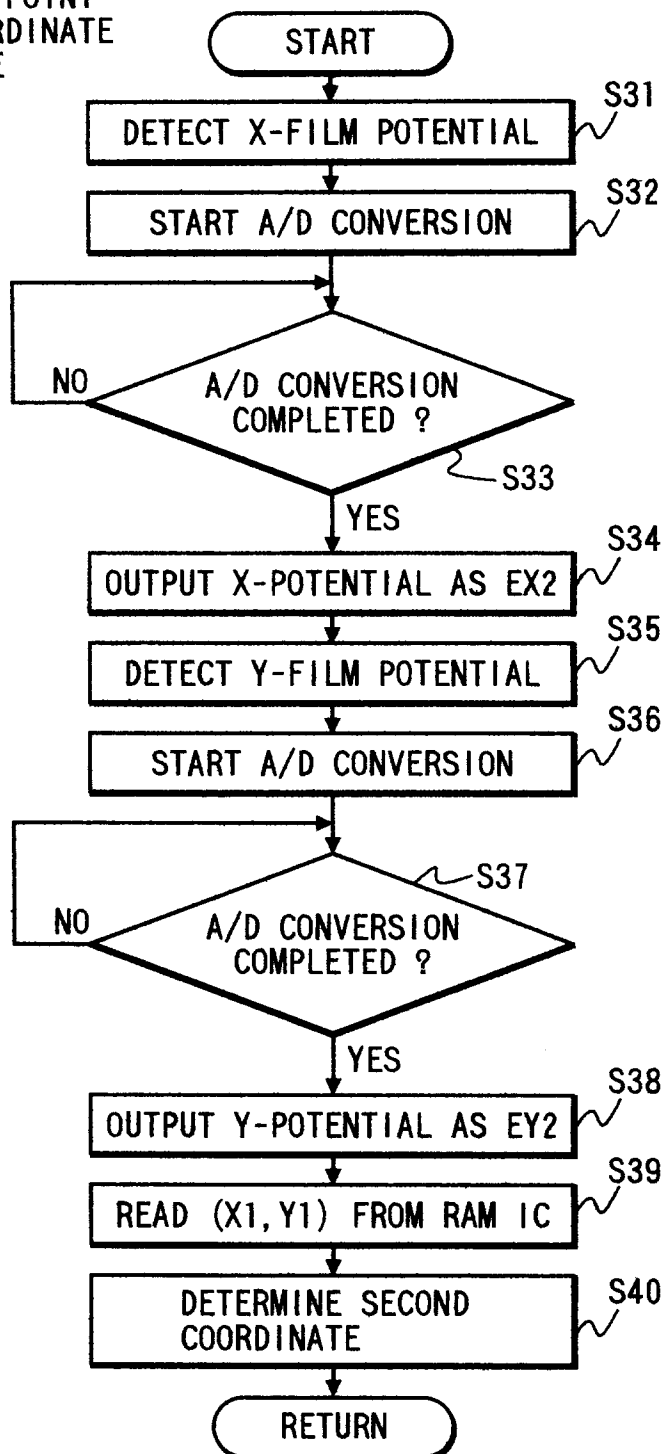 POINT
START
S31
DETECT X-FILM POTENTIAL
S32
START A/D CONVERSION
NO
A/D CONVERSION
COMPLETED ?
S33
YES
S34
OUTPUT X-POTENTIAL AS EX2
S35
DETECT Y-FILM POTENTIAL
S36
START A/D CONVERSION
S37
NO
A/D CONVERSION
COMPLETED ?
YES
S38
OUTPUT Y-POTENTIAL AS EY2
S39
READ (X1, Y1) FROM RAM IC
S40
DETERMINE SECOND
COORDINATE
RETURN